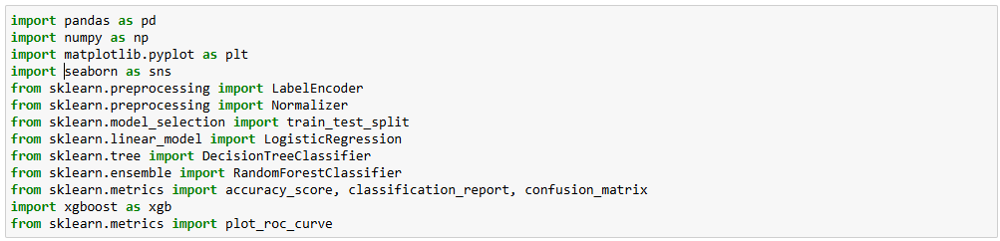 import pandas as pd
import numpy as np
import matplotlib.pyplot as plt
import seaborn as sns
from sklearn.preprocessing import LabelEncoder
from sklearn.preprocessing import Normalizer
from sklearn.model_selection import train_test_split
from sklearn.linear_model import LogisticRegression
from sklearn.tree import DecisionTreeClassifier
from sklearn.ensemble import RandomForestClassifier
from sklearn.metrics import accuracy_score, classification_report, confusion_matrix
import xgboost as xgb
from sklearn.metrics import plot_roc_curve